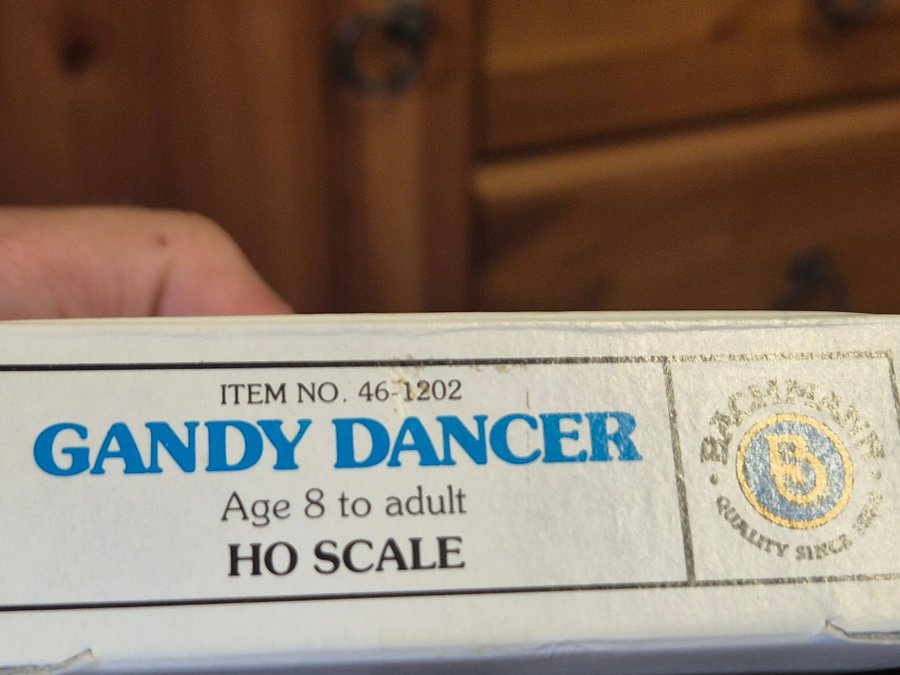 ITEM NO. 46-1202
GANDY DANCER
Age 8 to adult
HO SCALE
BACHMANN
QUALITY SINCE